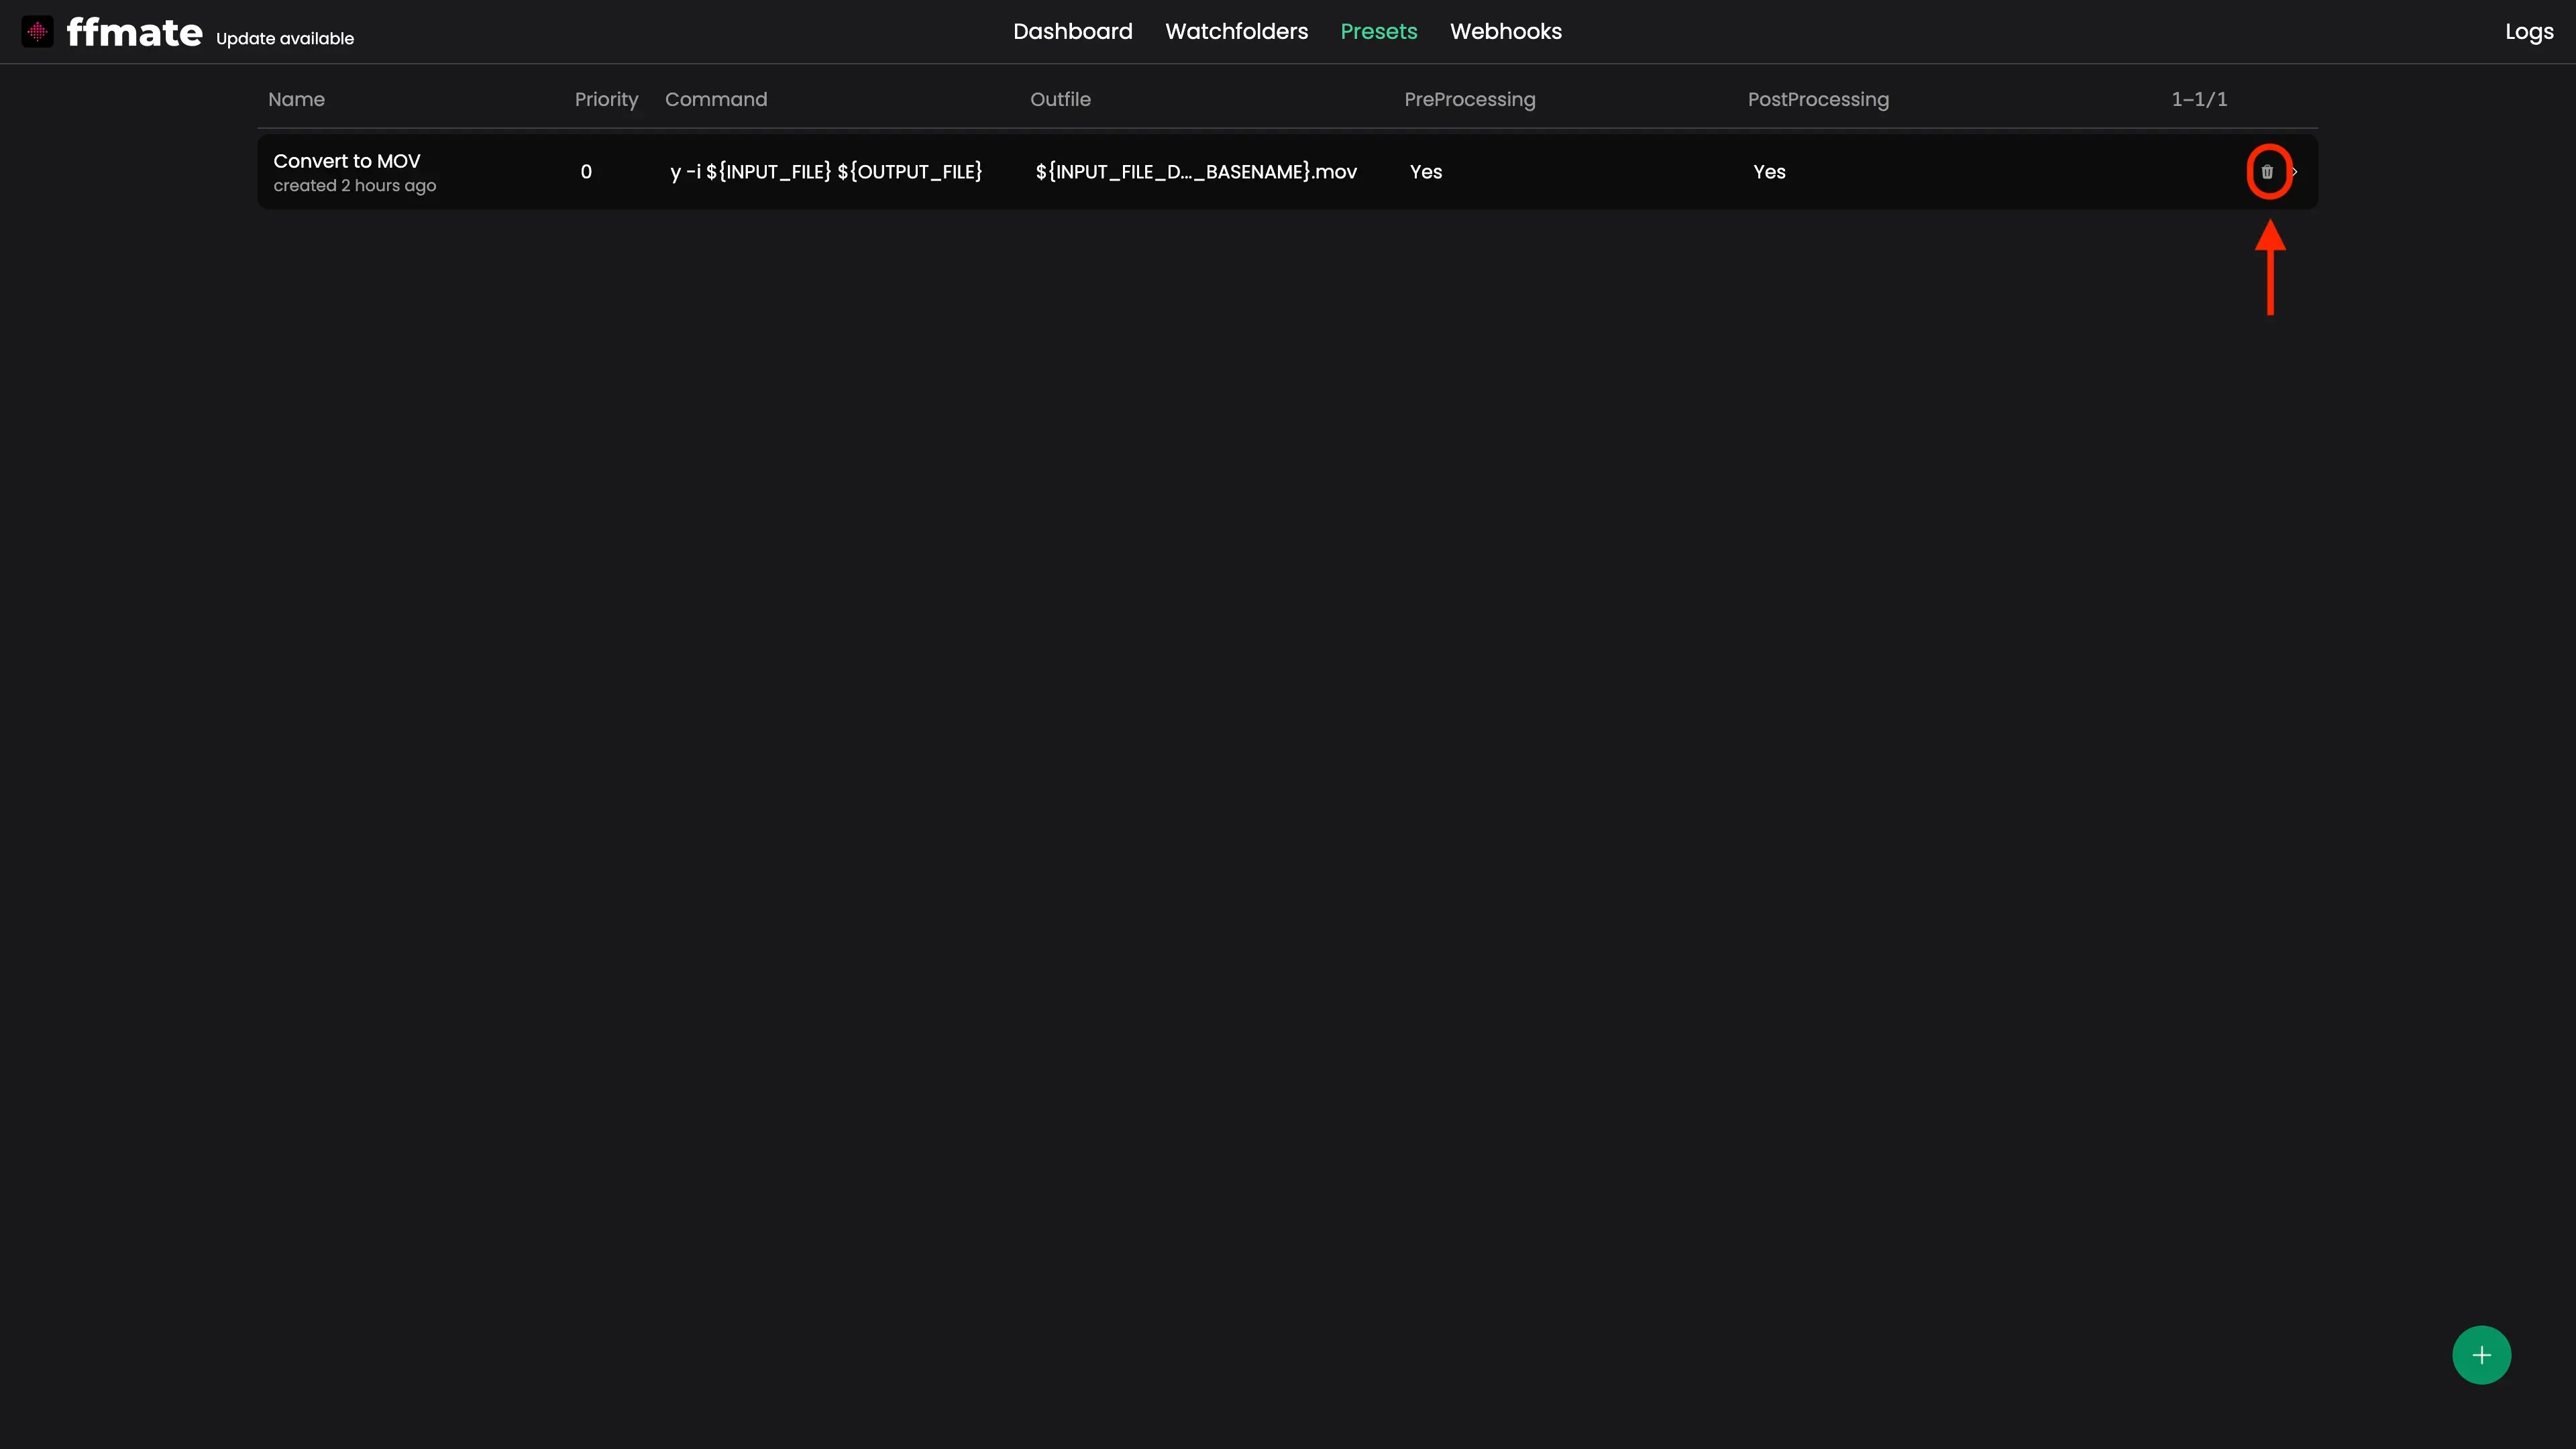 ffmate Update available Dashboard Watchfolders Presets Webhooks Logs
Name Priority Command Outfile PreProcessing PostProcessing 1–1/1
Convert to MOV
created 2 hours ago
0 y -i ${INPUT_FILE} ${OUTPUT_FILE} ${INPUT_FILE_D..._BASENAME}.mov Yes Yes